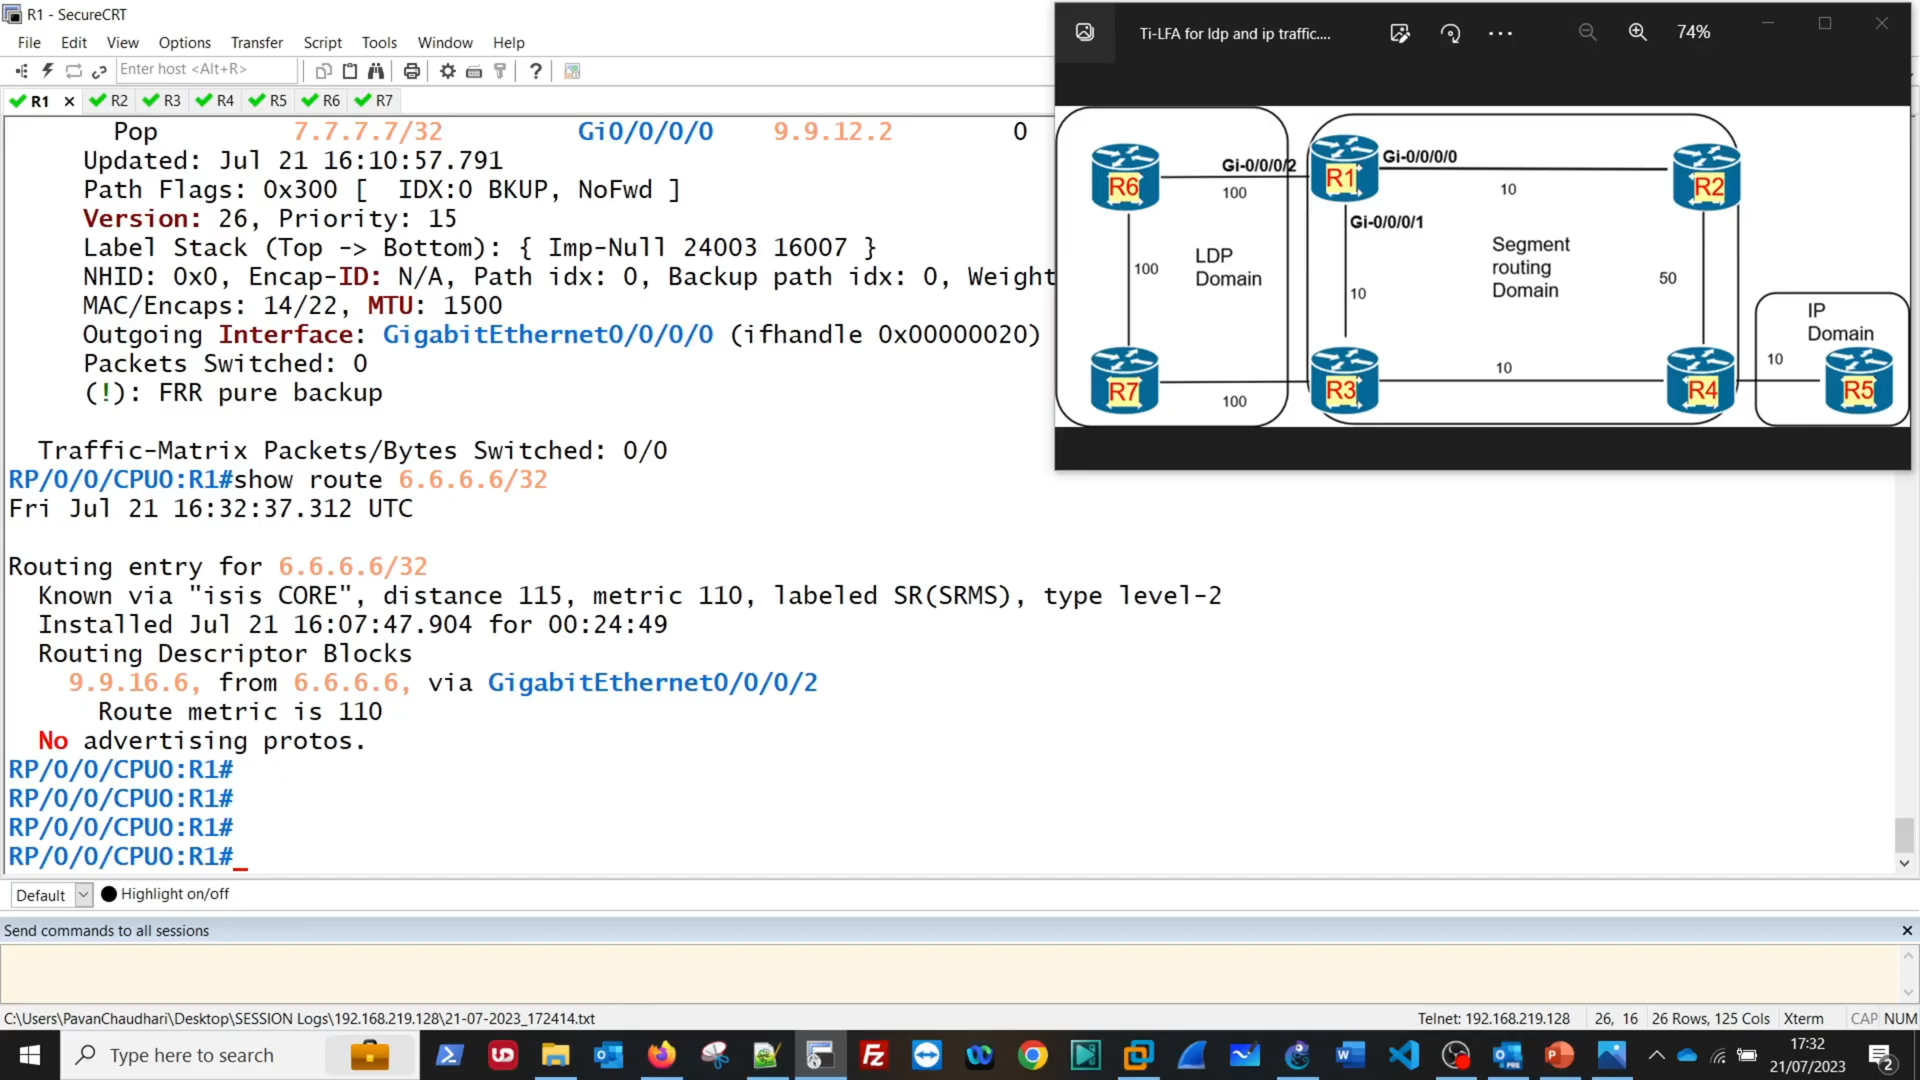 R1 - SecureCRT
File Edit View Options Transfer Script Tools Window Help
Enter host <Alt+R>
R1 R2 R3 R4 R5 R6 R7
Pop 7.7.7.7/32 Gi0/0/0/0 9.9.12.2 0
Updated: Jul 21 16:10:57.791
Path Flags: 0x300 [ IDX:0 BKUP, NoFwd ]
Version: 26, Priority: 15
Label Stack (Top -> Bottom): { Imp-Null 24003 16007 }
NHID: 0x0, Encap-ID: N/A, Path idx: 0, Backup path idx: 0, Weight
MAC/Encaps: 14/22, MTU: 1500
Outgoing Interface: GigabitEthernet0/0/0/0 (ifhandle 0x00000020)
Packets Switched: 0
(!): FRR pure backup
Traffic-Matrix Packets/Bytes Switched: 0/0
RP/0/0/CPU0:R1#show route 6.6.6.6/32
Fri Jul 21 16:32:37.312 UTC
Routing entry for 6.6.6.6/32
Known via "isis CORE", distance 115, metric 110, labeled SR(SRMS), type level-2
Installed Jul 21 16:07:47.904 for 00:24:49
Routing Descriptor Blocks
9.9.16.6, from 6.6.6.6, via GigabitEthernet0/0/0/2
Route metric is 110
No advertising protos.
RP/0/0/CPU0:R1#
RP/0/0/CPU0:R1#
RP/0/0/CPU0:R1#
RP/0/0/CPU0:R1#
Ti-LFA for ldp and ip traffic....
74%
R6
Gi-0/0/0/2
100
R1
Gi-0/0/0/0
10
R2
Gi-0/0/0/1
100
LDP
Domain
10
Segment
routing
Domain
50
IP
Domain
10
R7
100
R3
10
R4
R5
Default
Highlight on/off
Send commands to all sessions
C:\Users\PavanChaudhari\Desktop\SESSION Logs\192.168.219.128\21-07-2023_172414.txt
Telnet: 192.168.219.128 26, 16 26 Rows, 125 Cols Xterm CAP NUM
Type here to search
17:32
21/07/2023
2